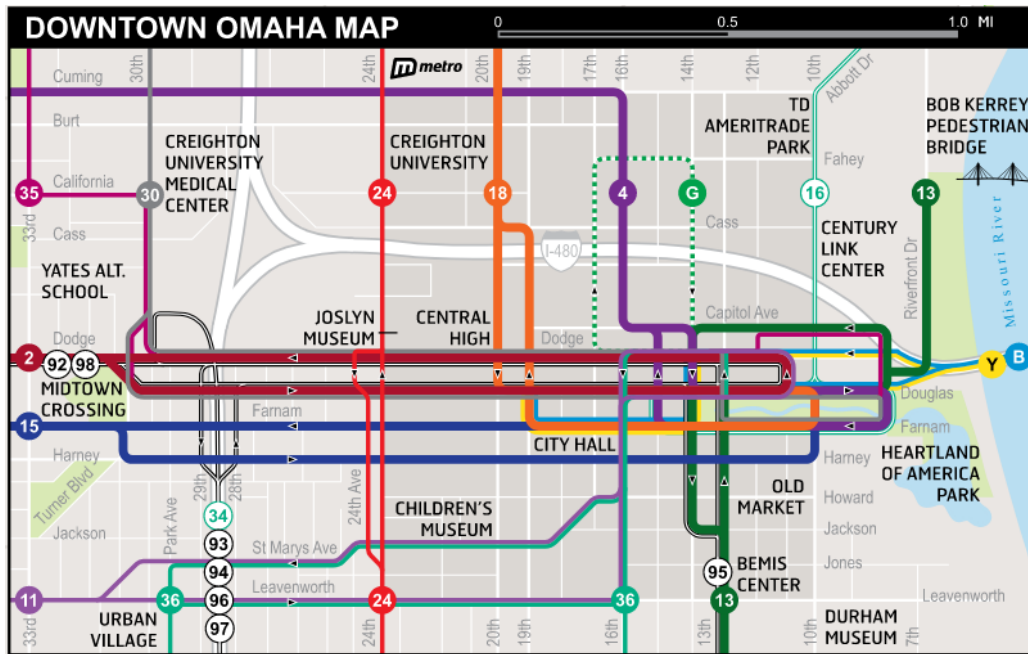 DOWNTOWN OMAHA MAP
0 0.5 1.0 MI
30th
24th
metro
20th
19th
17th
16th
14th
12th
10th
Abbott Dr
Cuming
TD
AMERITRADE
PARK
BOB KERREY
PEDESTRIAN
BRIDGE
Burt
CREIGHTON
UNIVERSITY
MEDICAL
CENTER
CREIGHTON
UNIVERSITY
Fahey
California
35
30
24
18
4
G
16
13
33rd
Cass
Cass
I-480
CENTURY
LINK
CENTER
Riverfront Dr
Missouri River
YATES ALT.
SCHOOL
JOSLYN
MUSEUM
CENTRAL
HIGH
Capitol Ave
Dodge
Dodge
2
92
98
Y
B
MIDTOWN
CROSSING
Farnam
Douglas
15
Farnam
CITY HALL
Harney
Harney
HEARTLAND
OF AMERICA
PARK
Turner Blvd
29th
28th
24th Ave
CHILDREN'S
MUSEUM
OLD
MARKET
Howard
34
Jackson
Park Ave
Jackson
93
St Marys Ave
Jones
94
95
BEMIS
CENTER
Leavenworth
Leavenworth
11
36
96
24
36
13
URBAN
VILLAGE
97
DURHAM
MUSEUM
33rd
24th
20th
19th
16th
13th
10th
7th